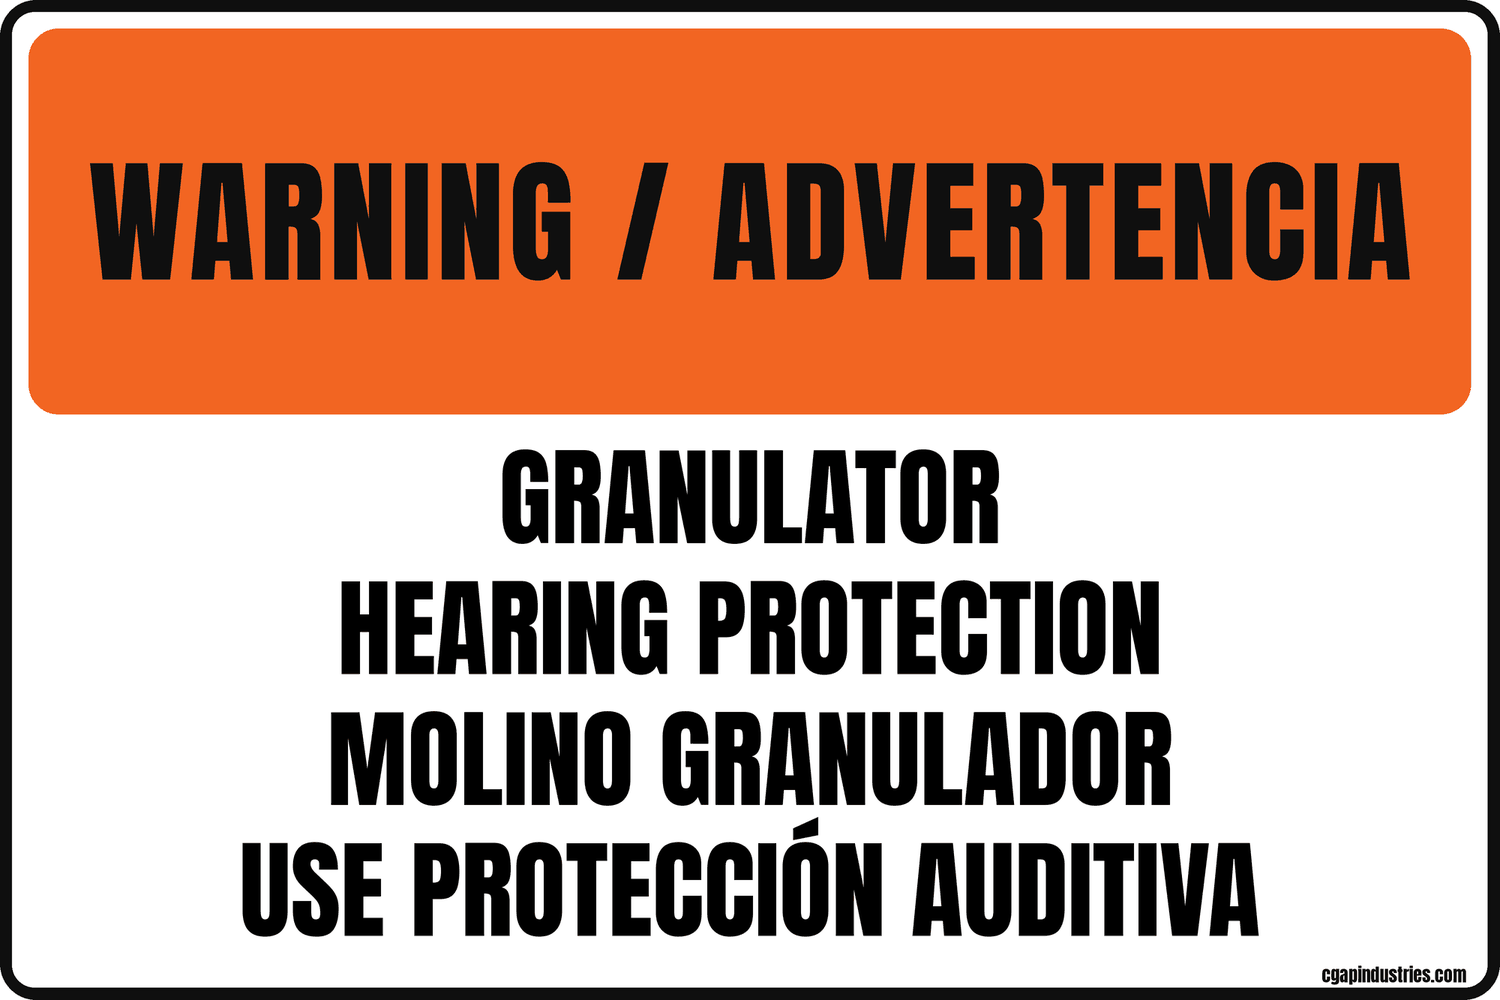 WARNING / ADVERTENCIA
GRANULATOR
HEARING PROTECTION
MOLINO GRANULADOR
USE PROTECCIÓN AUDITIVA
cgapindustries.com